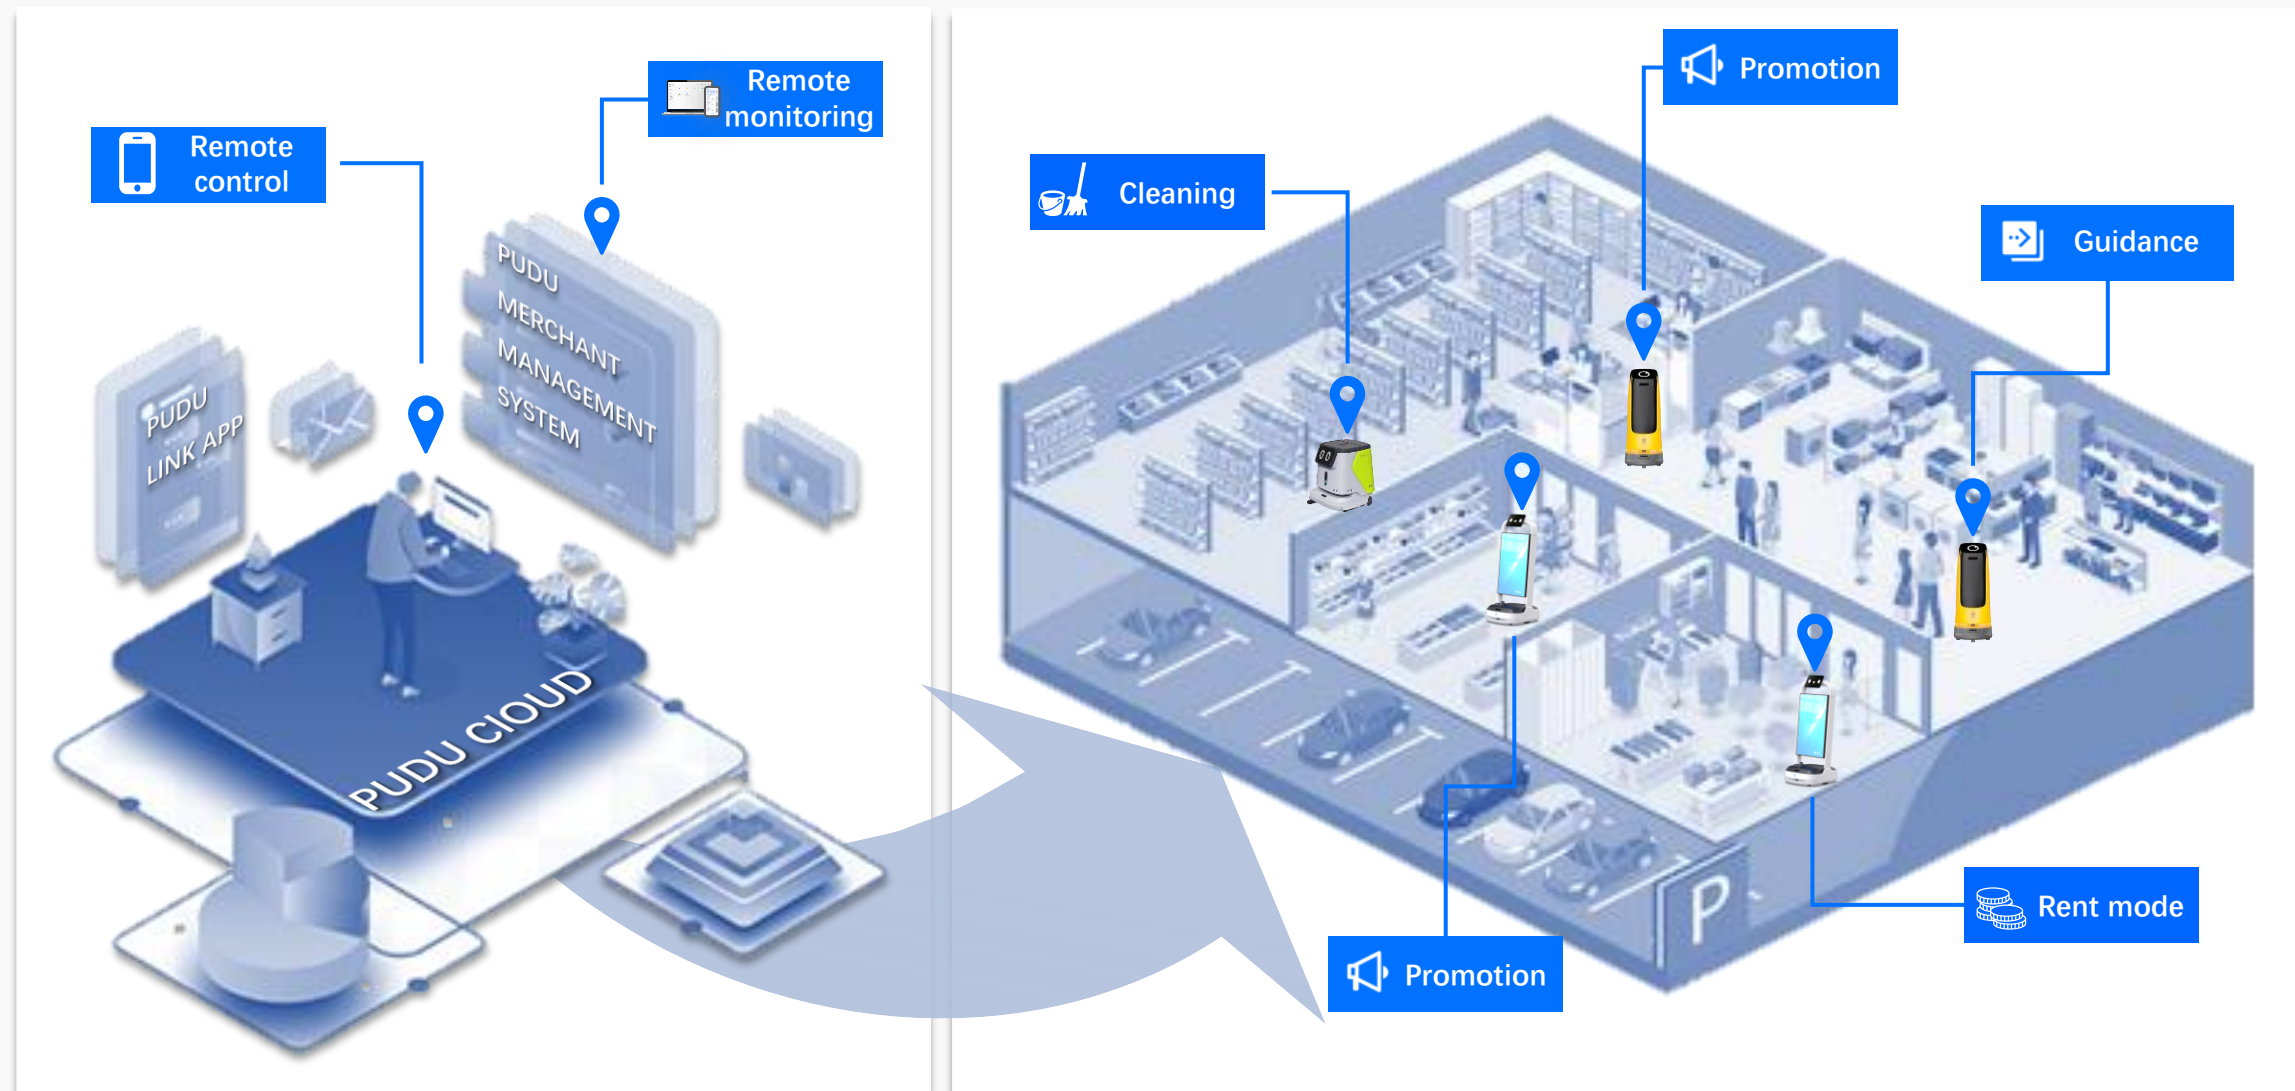 Remote
control
Remote
monitoring
PUDU
MERCHANT
MANAGEMENT
SYSTEM
PUDU
LINK APP
PUDU ClOUD
Promotion
Cleaning
Guidance
P
Rent mode
Promotion